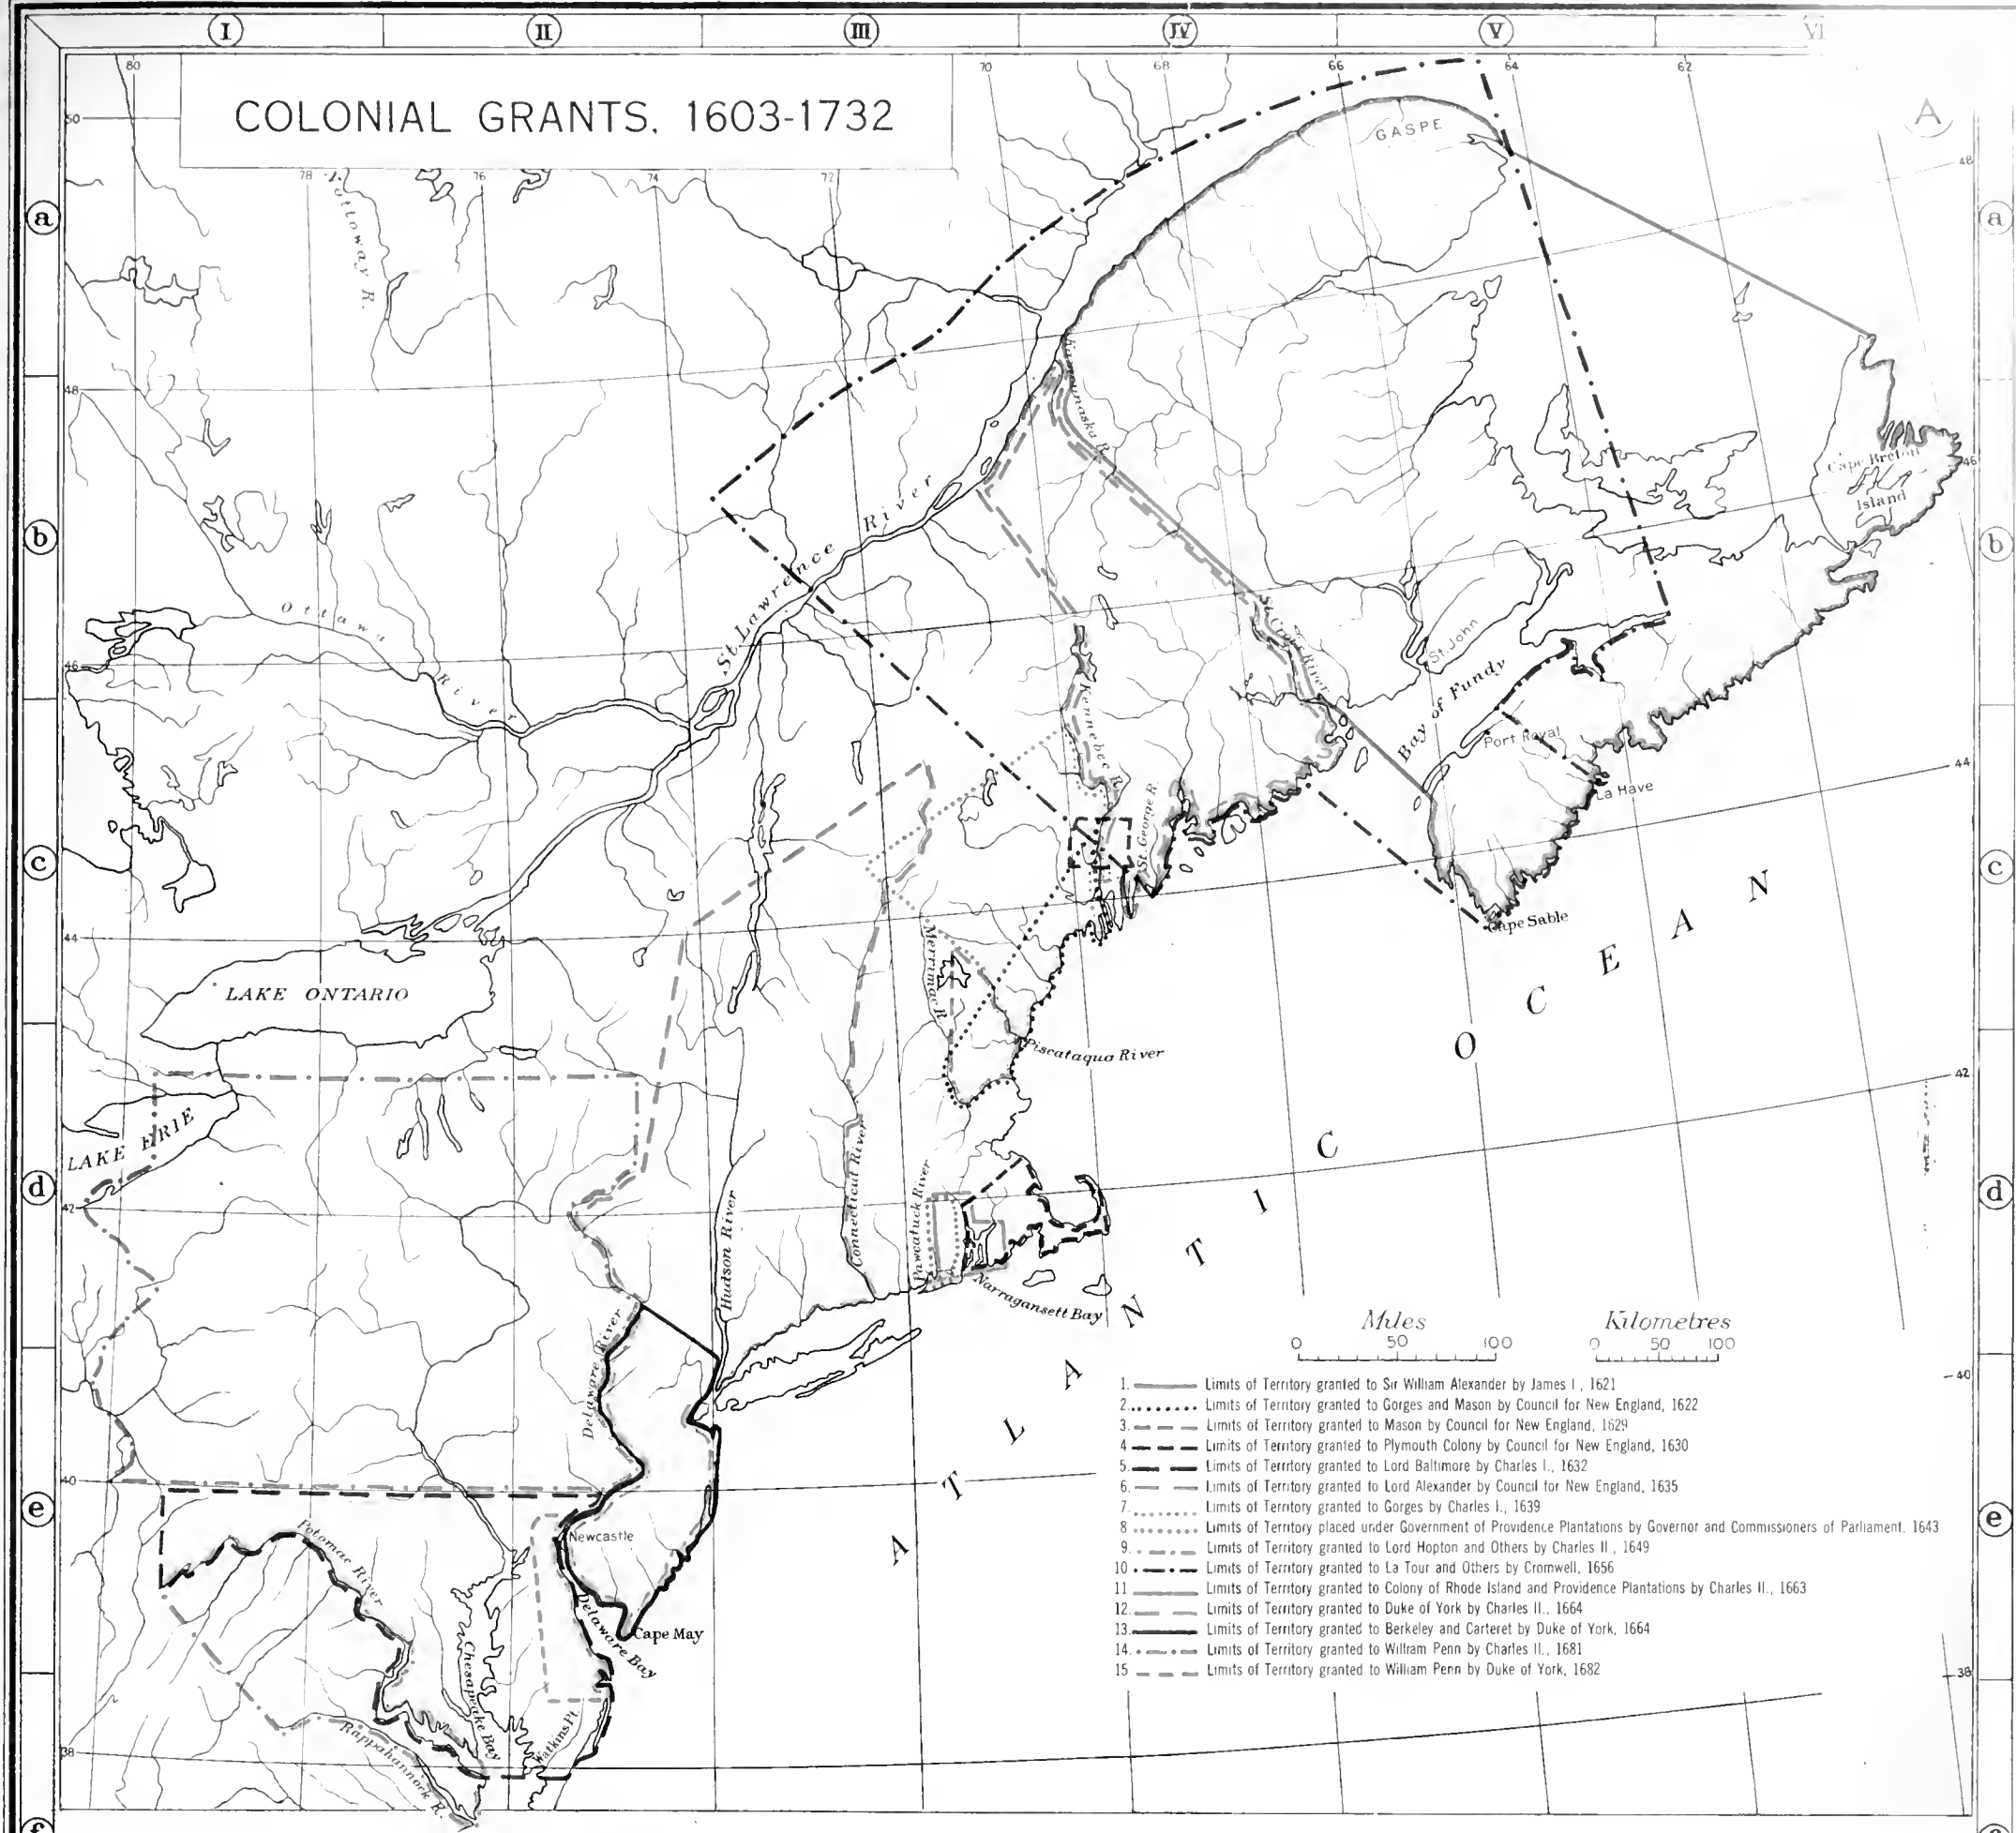 I II III IV V VI
80 70 68 66 64 62
COLONIAL GRANTS, 1603-1732
78 76 74 72
A
50
48
GASPE
a
a
48
46
b
b
Kamournaska R.
Cape Breton
Island
St. Lawrence River
Ottawa River
St. Croix River
St. John
Bay of Fundy
46
Kennebec R.
Port Royal
La Have
44
St. George R.
c
c
Cape Sable
44
Merrimac R.
LAKE ONTARIO
Piscataqua River
42
LAKE ERIE
ATLANTIC OCEAN
d
d
42
Connecticut River
Pawcatuck River
Hudson River
Narragansett Bay
Delaware River
Miles Kilometres
0 50 100 0 50 100
40
1. Limits of Territory granted to Sir William Alexander by James I., 1621
2. Limits of Territory granted to Gorges and Mason by Council for New England, 1622
3. Limits of Territory granted to Mason by Council for New England, 1629
4 Limits of Territory granted to Plymouth Colony by Council for New England, 1630
5. Limits of Territory granted to Lord Baltimore by Charles I., 1632
6. Limits of Territory granted to Lord Alexander by Council for New England, 1635
7. Limits of Territory granted to Gorges by Charles I., 1639
8 Limits of Territory placed under Government of Providence Plantations by Governor and Commissioners of Parliament. 1643
9. Limits of Territory granted to Lord Hopton and Others by Charles II., 1649
10 Limits of Territory granted to La Tour and Others by Cromwell, 1656
11 Limits of Territory granted to Colony of Rhode Island and Providence Plantations by Charles II., 1663
12. Limits of Territory granted to Duke of York by Charles II., 1664
13. Limits of Territory granted to Berkeley and Carteret by Duke of York, 1664
14. Limits of Territory granted to William Penn by Charles II., 1681
15 Limits of Territory granted to William Penn by Duke of York, 1682
40
e
e
Newcastle
Potomac River
Delaware Bay
Cape May
Chesapeake Bay
Watkins Pt.
Rappahannock R.
38
38
f